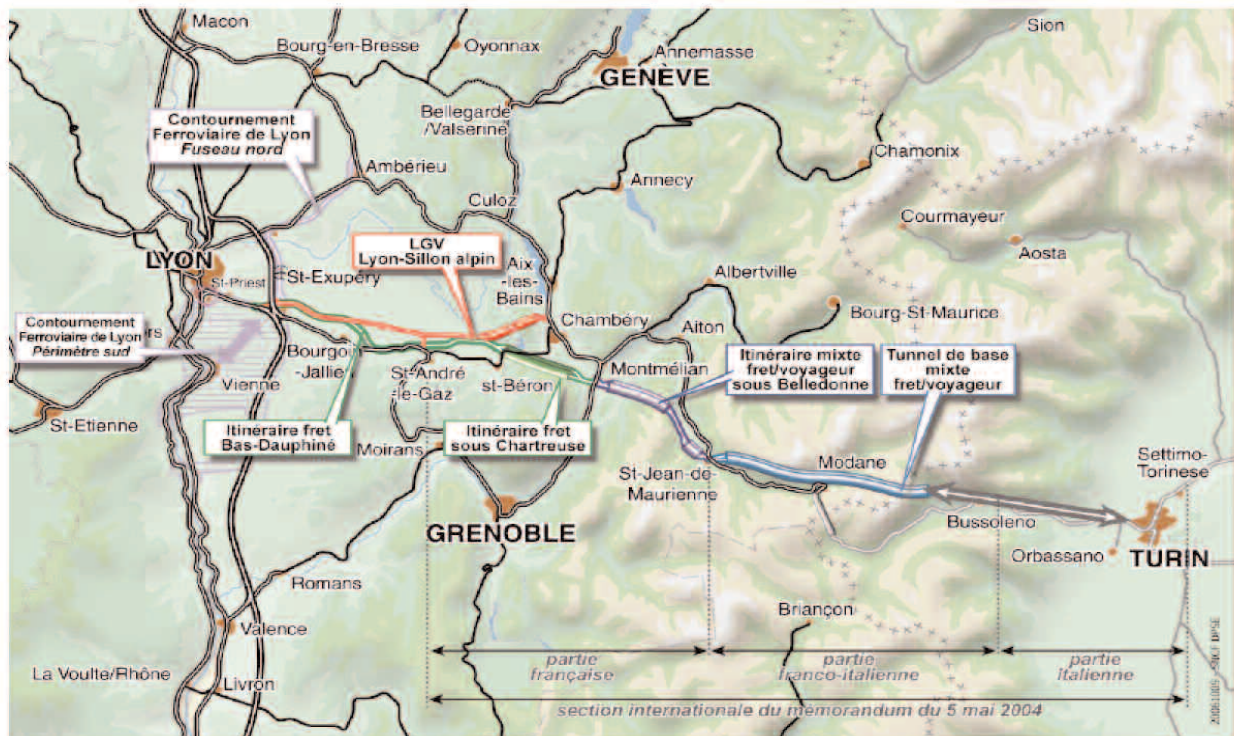 Macon
Bourg-en-Bresse
Oyonnax
Annemasse
Sion
GENÈVE
Bellegarde
/Valserine
Contournement
Ferroviaire de Lyon
Fuseau nord
Ambérieu
Chamonix
Annecy
Culoz
Courmayeur
Aosta
LGV
Lyon-Sillon alpin
LYON
St-Priest
St-Exupéry
Aix
-les-
Bains
Albertville
Bourg-St-Maurice
Chambéry
Aiton
Contournement
Ferroviaire de Lyon
Périmètre sud
Bourgoin
-Jallieu
St-André
-le-Gaz
st-Béron
Montmélian
Itinéraire mixte
fret/voyageur
sous Belledonne
Tunnel de base
mixte
fret/voyageur
Vienne
St-Etienne
Itinéraire fret
Bas-Dauphiné
Moirans
Itinéraire fret
sous Chartreuse
St-Jean-de-
Maurienne
Modane
Settimo-
Torinese
GRENOBLE
Bussoleno
Orbassano
TURIN
Romans
Briançon
Valence
La Voulte/Rhône
Livron
partie
française
partie
franco-italienne
partie
italienne
section internationale du mémorandum du 5 mai 2004